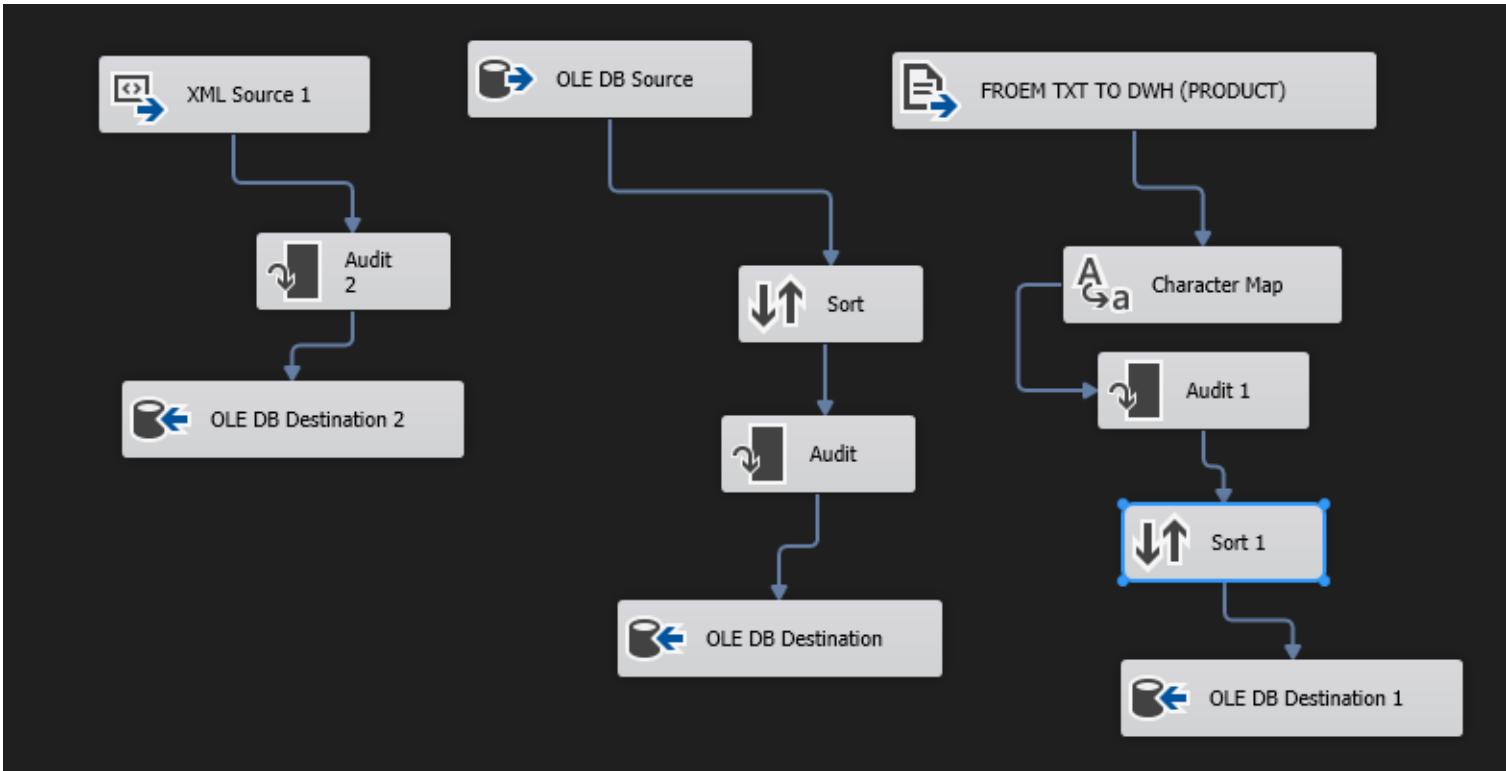 XML Source 1
OLE DB Source
FROEM TXT TO DWH (PRODUCT)
Audit
2
Sort
Character Map
OLE DB Destination 2
Audit 1
Audit
Sort 1
OLE DB Destination
OLE DB Destination 1